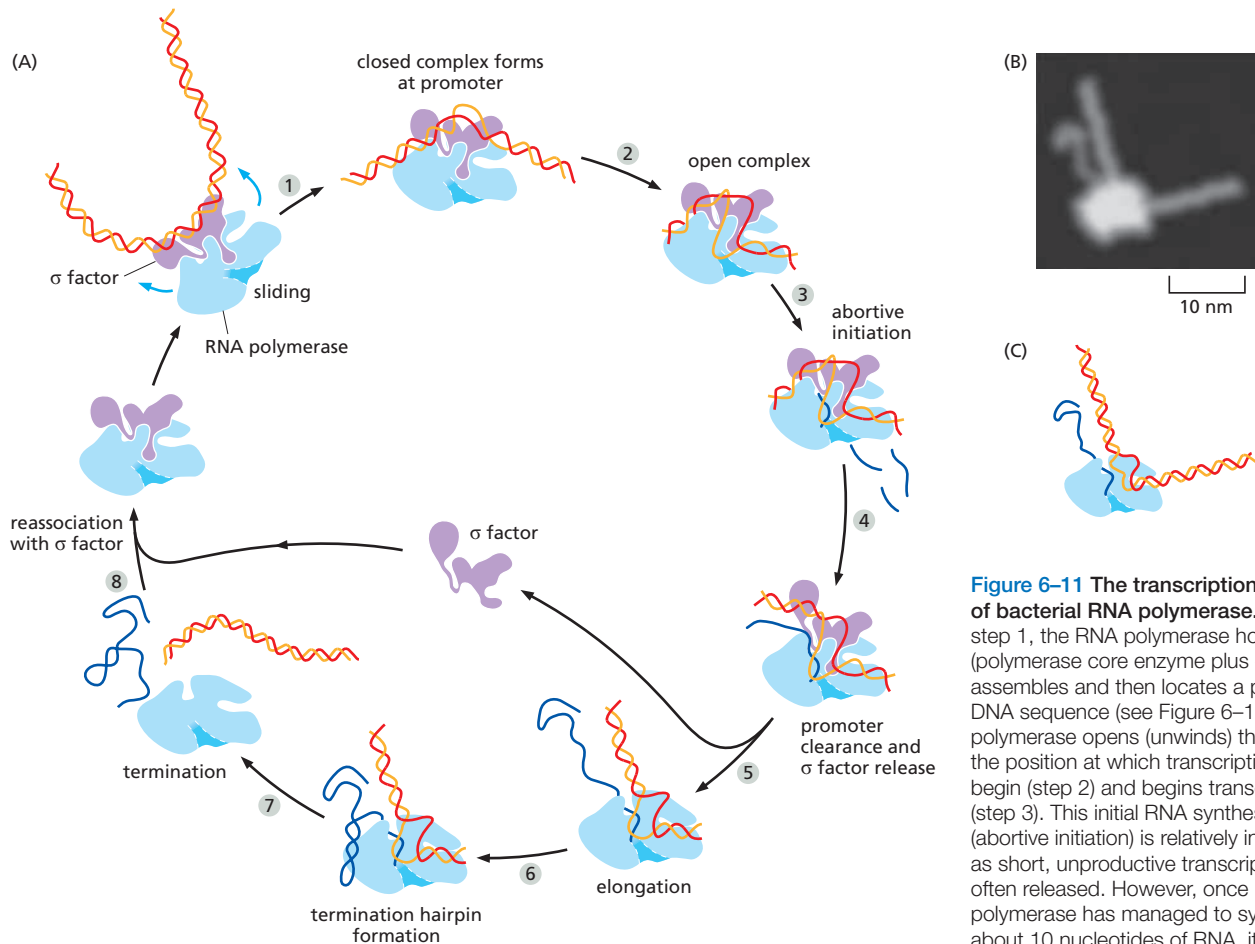 (A)
closed complex forms
at promoter
1
2
open complex
σ factor
sliding
RNA polymerase
3
abortive
initiation
4
reassociation
with σ factor
8
σ factor
promoter
clearance and
σ factor release
5
elongation
6
termination hairpin
formation
7
termination
(B)
10 nm
(C)
Figure 6–11 The transcription
of bacterial RNA polymerase.
step 1, the RNA polymerase ho
(polymerase core enzyme plus
assembles and then locates a p
DNA sequence (see Figure 6–1
polymerase opens (unwinds) th
the position at which transcripti
begin (step 2) and begins trans
(step 3). This initial RNA synthes
(abortive initiation) is relatively in
as short, unproductive transcrip
often released. However, once
polymerase has managed to sy
about 10 nucleotides of RNA, it